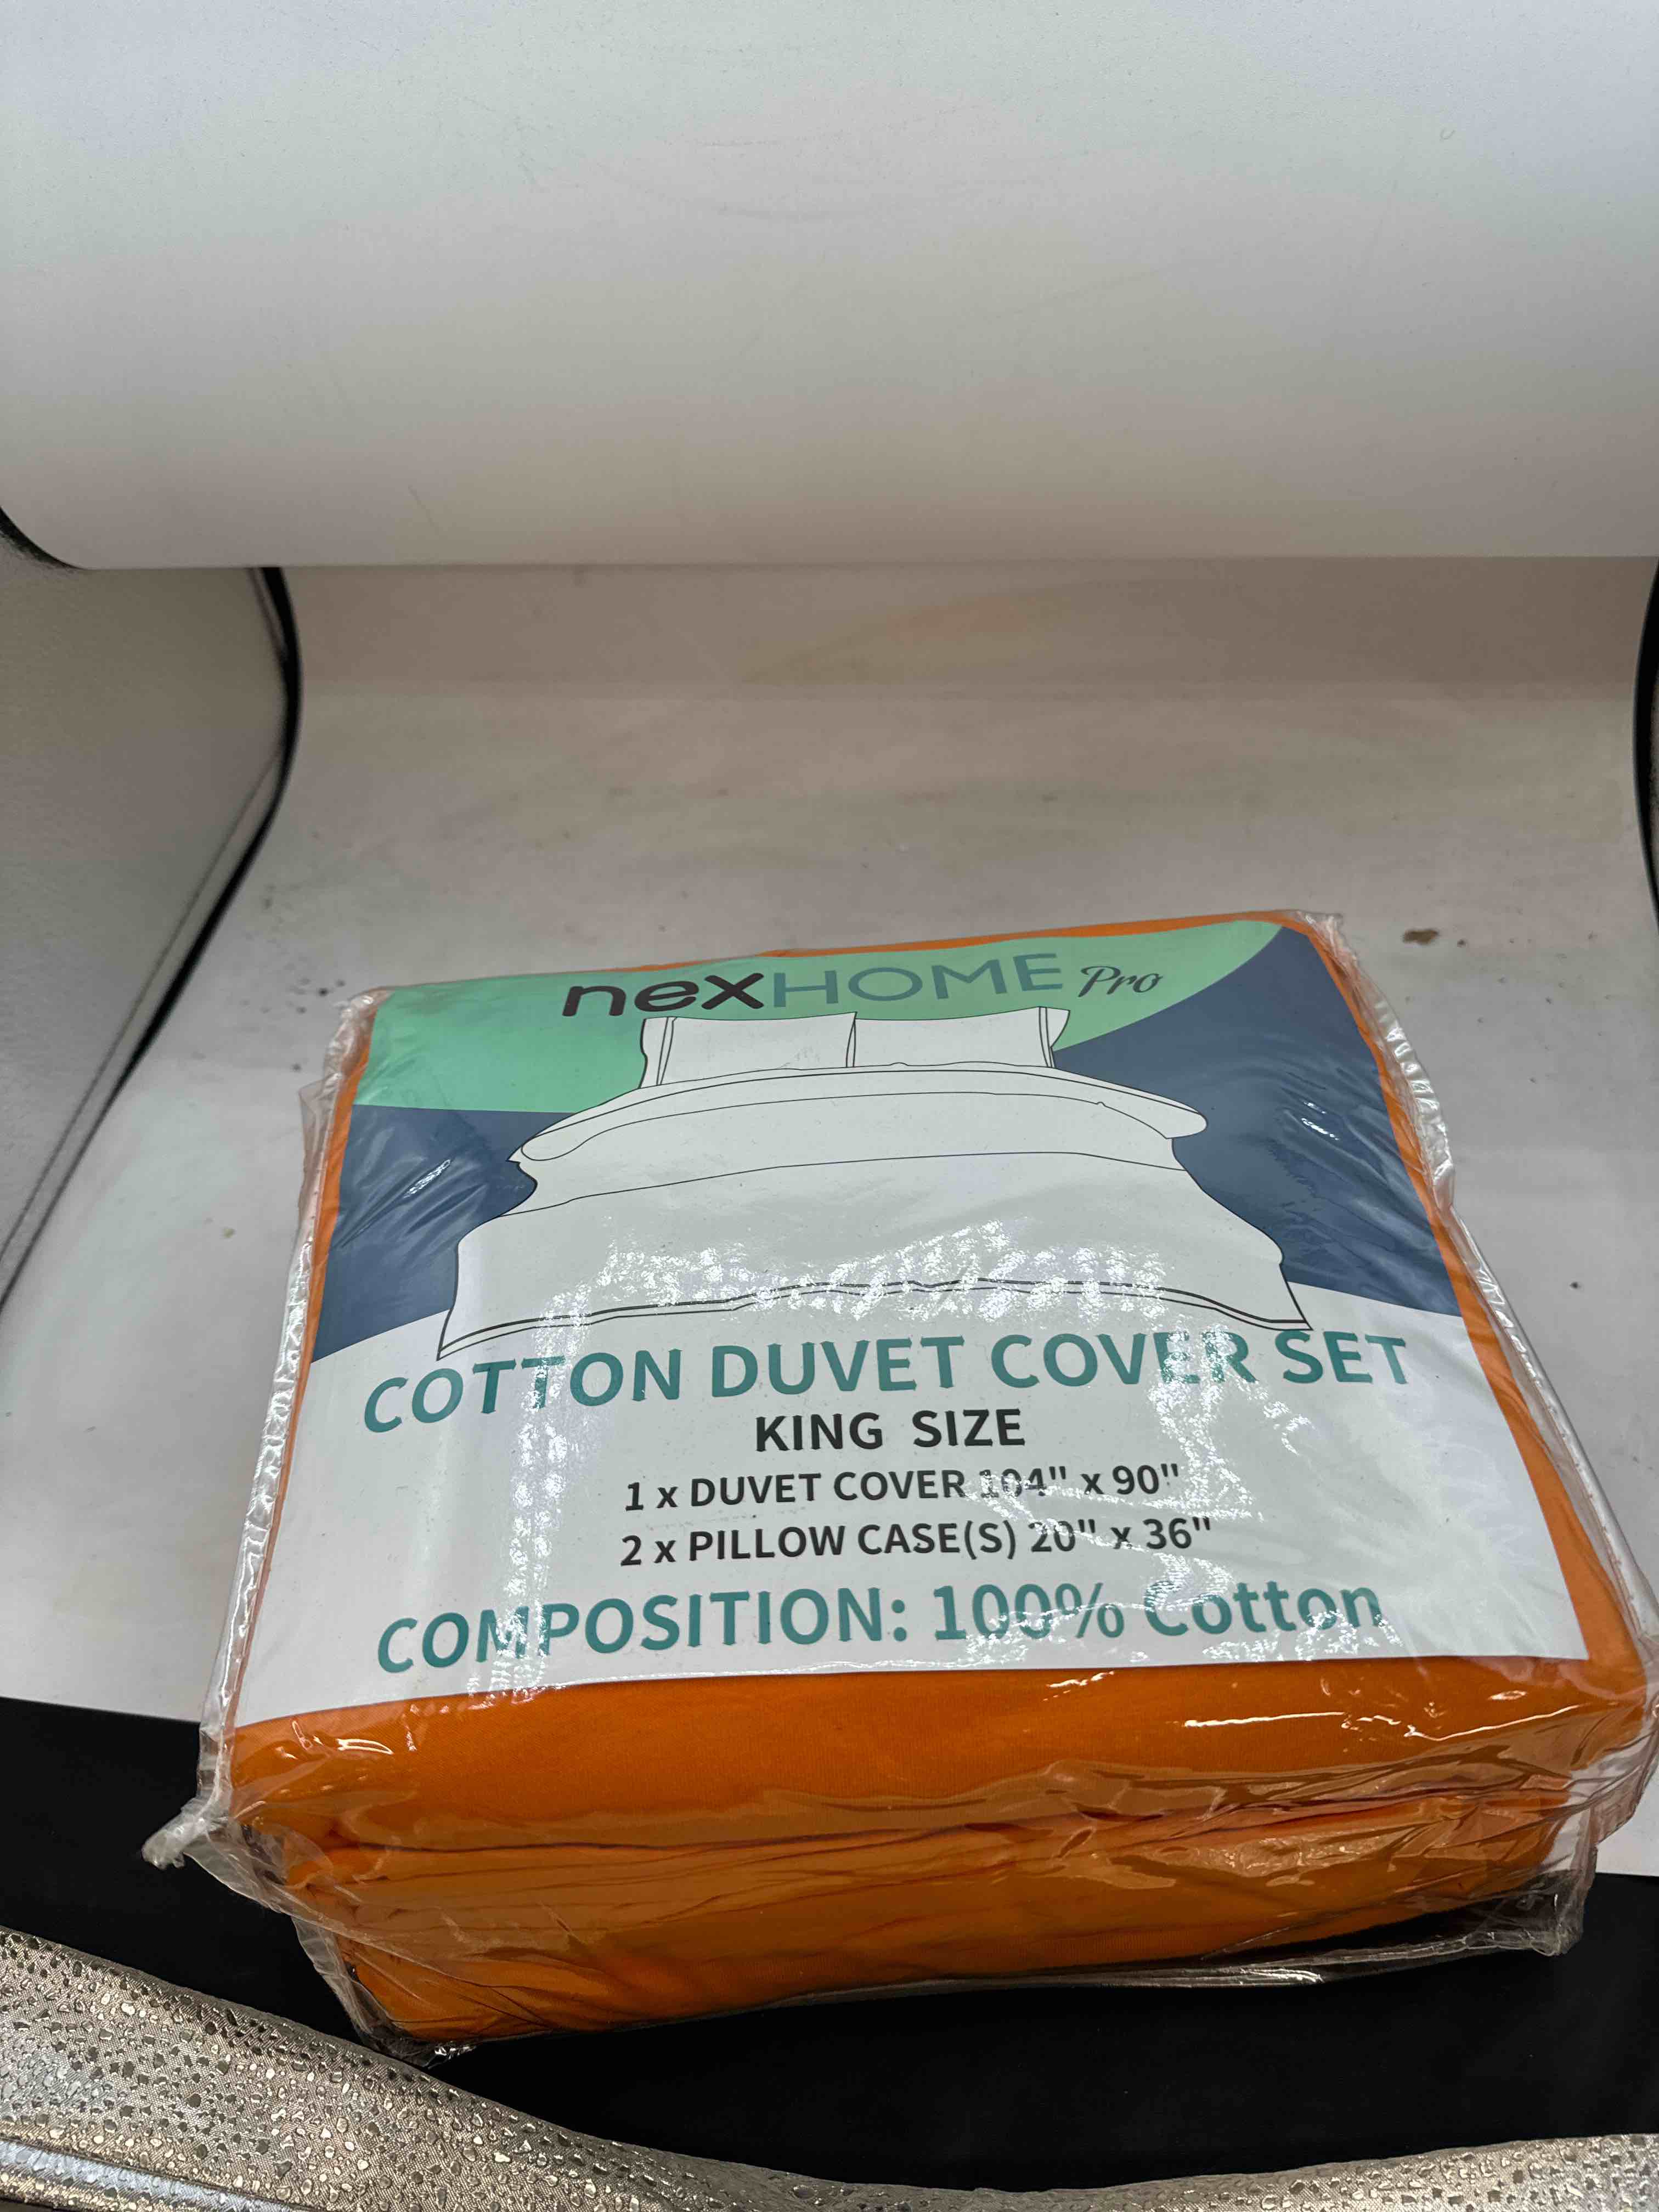 nexHOME Pro
COTTON DUVET COVER SET
KING SIZE
1 x DUVET COVER 104" x 90"
2 x PILLOW CASE(S) 20" x 36"
COMPOSITION: 100% Cotton